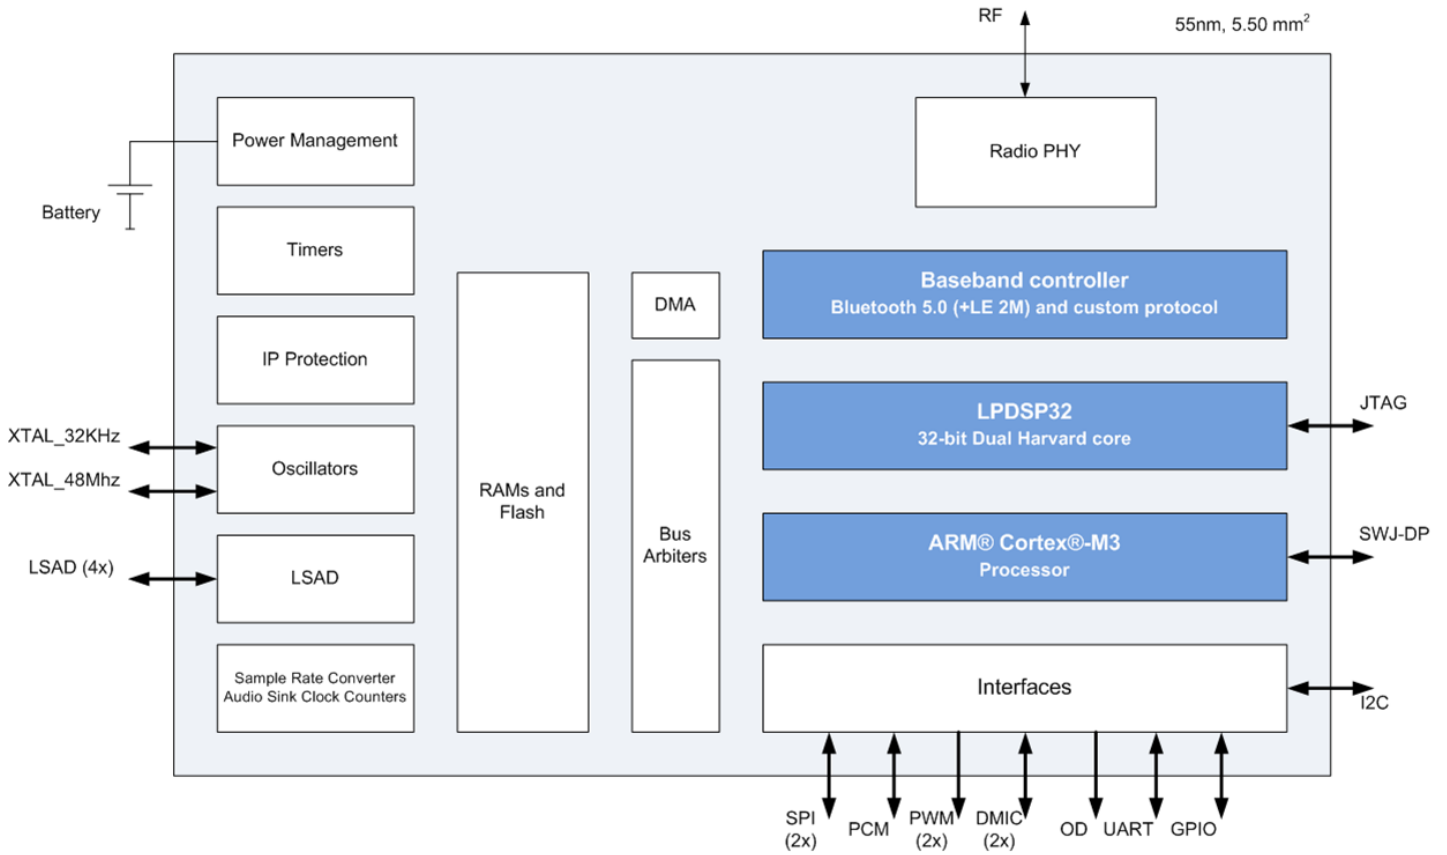 RF
55nm, 5.50 mm²
Power Management
Radio PHY
Battery
Timers
Baseband controller
Bluetooth 5.0 (+LE 2M) and custom protocol
DMA
IP Protection
LPDSP32
32-bit Dual Harvard core
JTAG
XTAL_32KHz
XTAL_48Mhz
Oscillators
RAMs and
Flash
Bus
Arbiters
ARM® Cortex®-M3
Processor
SWJ-DP
LSAD (4x)
LSAD
Sample Rate Converter
Audio Sink Clock Counters
Interfaces
I2C
SPI
(2x)
PCM
PWM
(2x)
DMIC
(2x)
OD
UART
GPIO